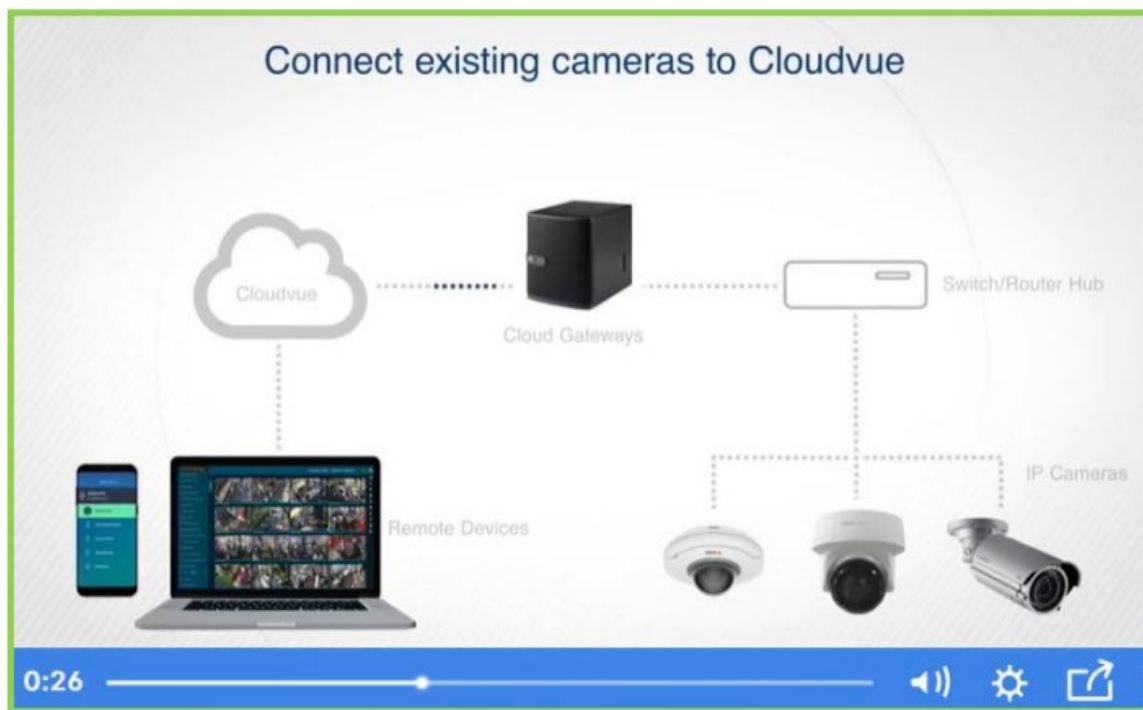 Connect existing cameras to Cloudvue
Cloudvue
Cloud Gateways
Switch/Router Hub
IP Cameras
Remote Devices
0:26